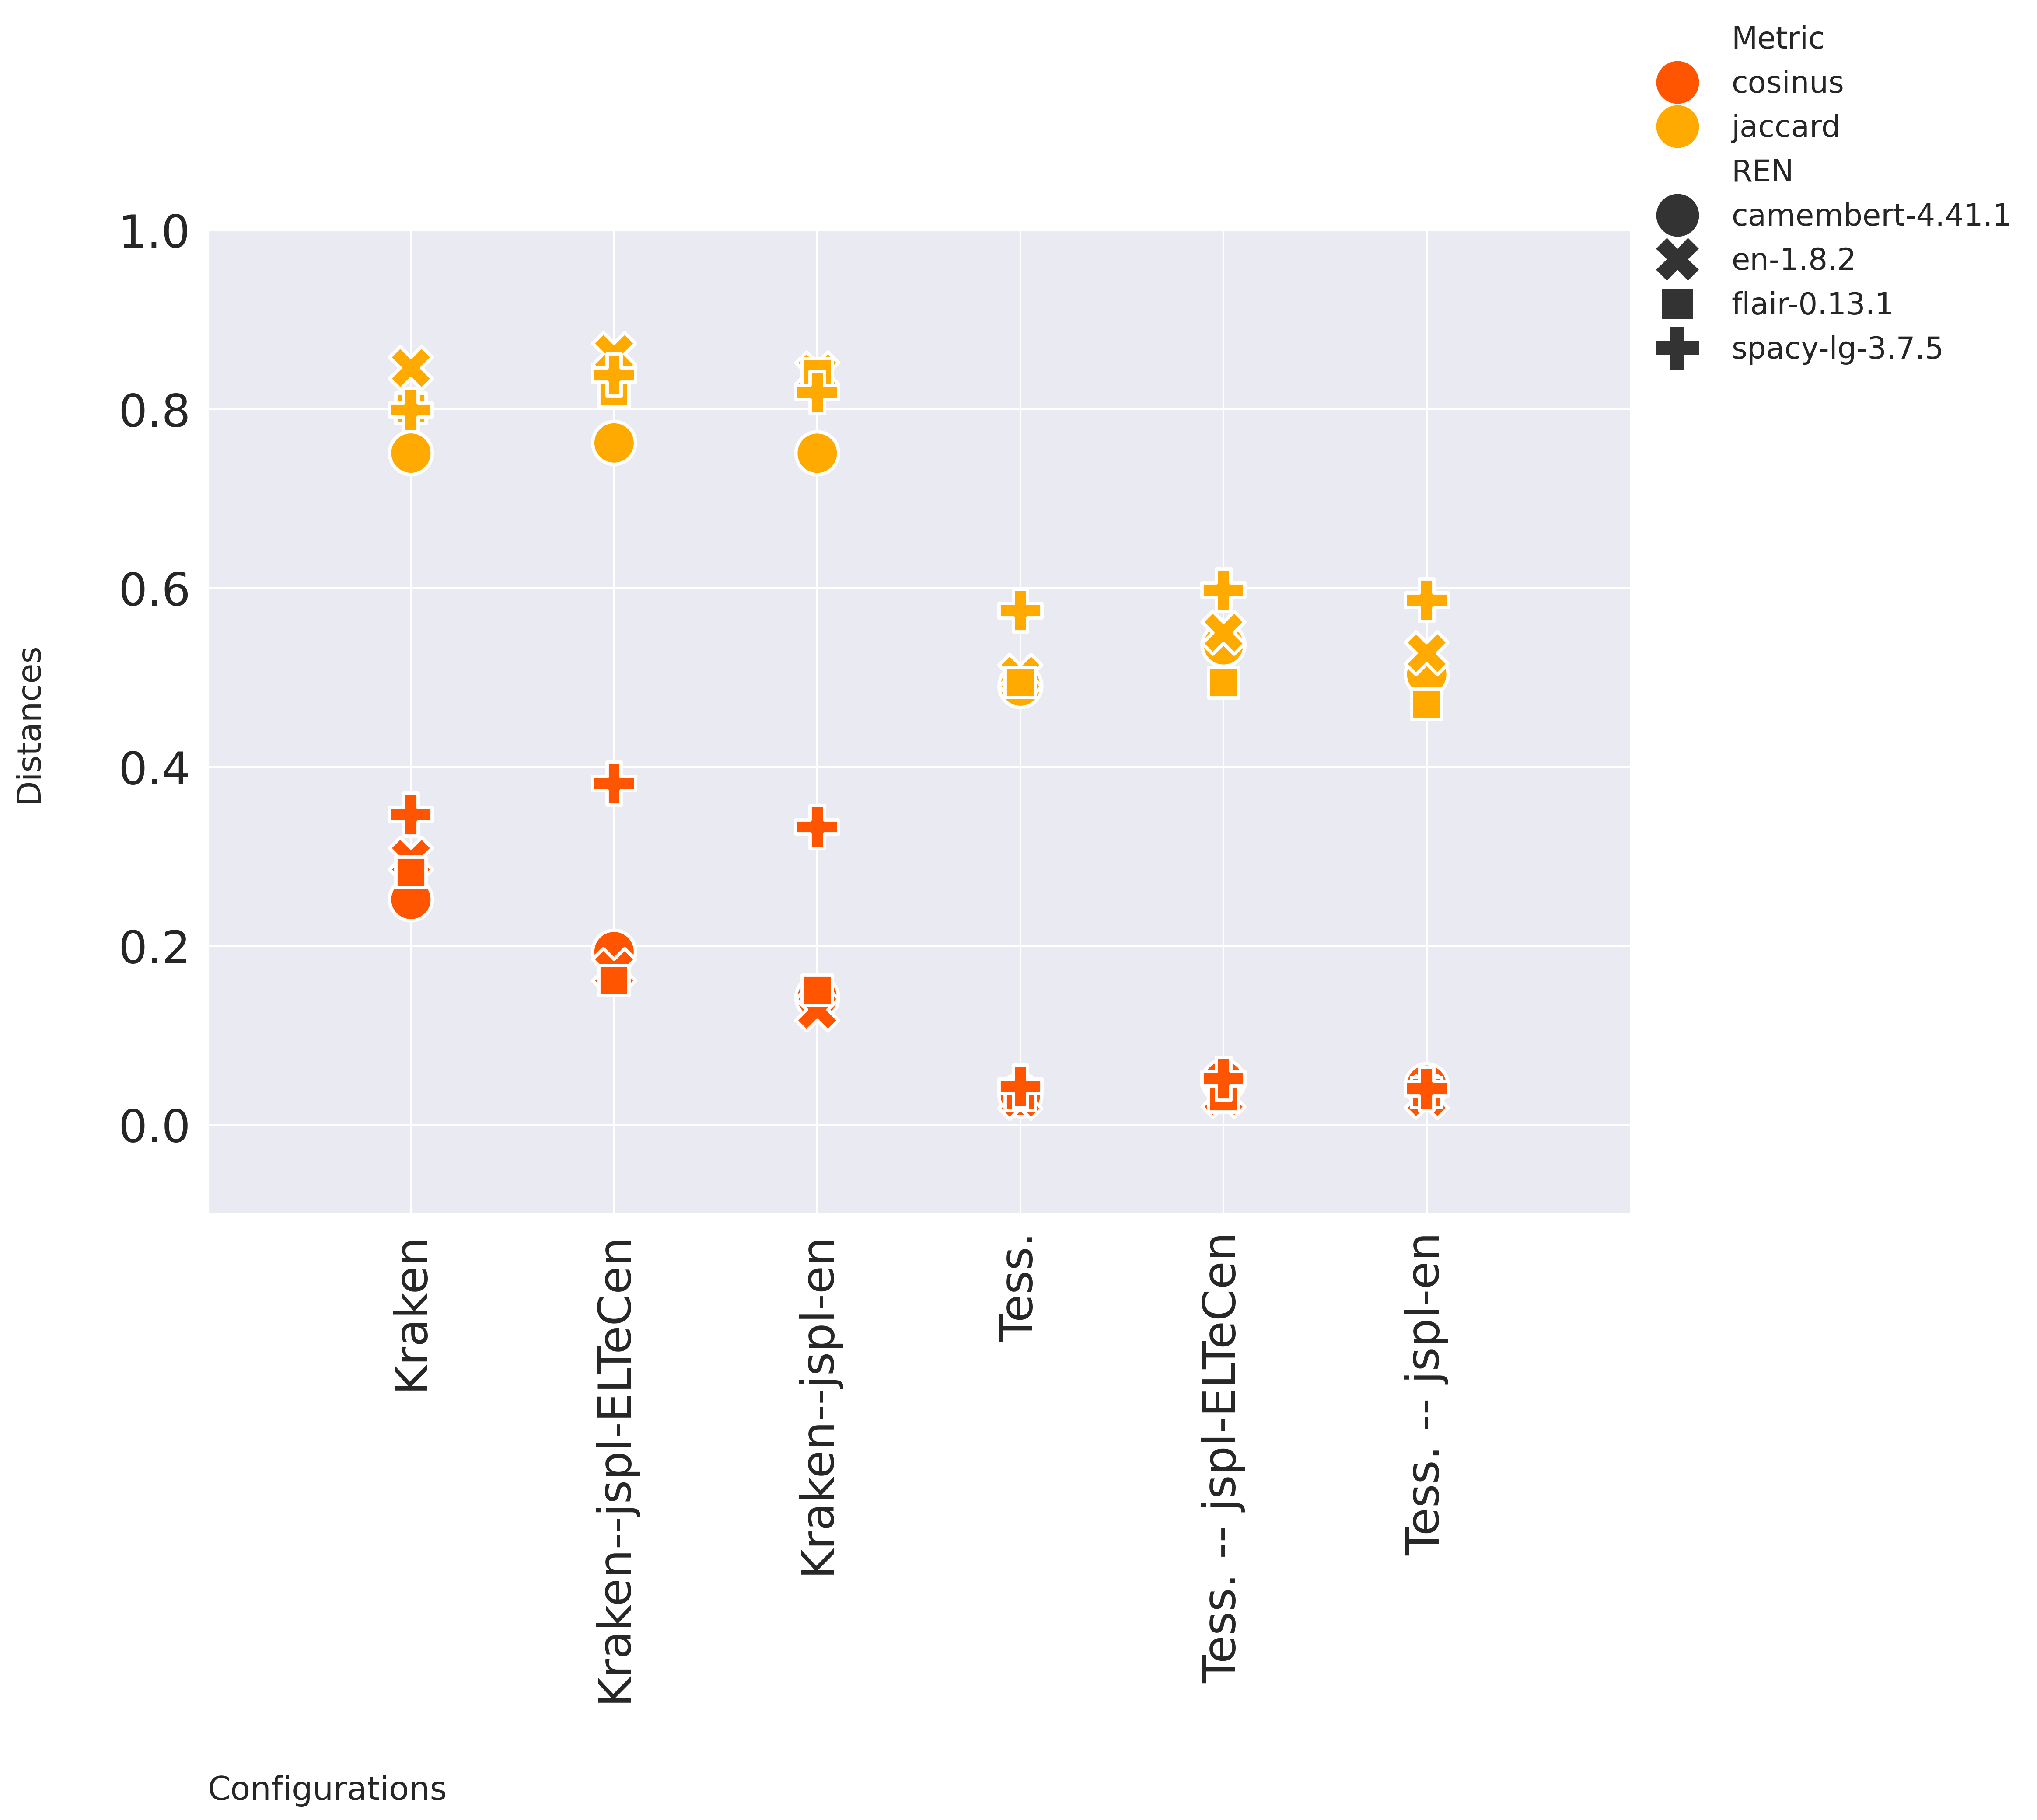 Metric
cosinus
jaccard
REN
camembert-4.41.1
en-1.8.2
flair-0.13.1
spacy-lg-3.7.5
1.0
0.8
0.6
0.4
0.2
0.0
Distances
Kraken
Kraken--jspl-ELTeCen
Kraken--jspl-en
Tess.
Tess. -- jspl-ELTeCen
Tess. -- jspl-en
Configurations